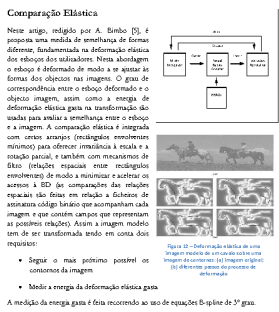 Comparação Elástica
Neste artigo, redigido por A. Bimbo [5], é
proposta uma medida de semelhança de formas
diferente, fundamentada na deformação elástica
dos esboços dos utilizadores. Nesta abordagem
o esboço é deformado de modo a se ajustar às
formas dos objectos nas imagens. O grau de
correspondência entre o esboço deformado e o
objecto imagem, assim como a energia de
deformação elástica gasta na transformação são
utilizadas para avaliar a semelhança entre o esboço
e a imagem. A comparação elástica é integrada
com certos arranjos (rectângulos envolventes
mínimos) para oferecer invariância à escala e a
rotação parcial, e também com mecanismos de
filtro (relações espaciais entre rectângulos
envolventes) de modo a minimizar e acelerar os
acessos à BD (as comparações das relações
espaciais são feitas em relação a ficheiros de
assinatura código binário que acompanham cada
imagem e que contém campos que representam
as possíveis relações). Assim a imagem modelo
tem de ser transformada tendo em conta dois
requisitos:
• Seguir o mais próximo possível os
contornos da imagem
• Medir a energia da deformação elástica gasta
Figura 12 – Deformação elástica de uma
imagem modelo de um cavalo sobre uma
imagem de contornos: (a) imagem original;
(b) diferentes passos do processo de
deformação
A medição da energia gasta é feita recorrendo ao uso de equações B-spline de 3º grau.